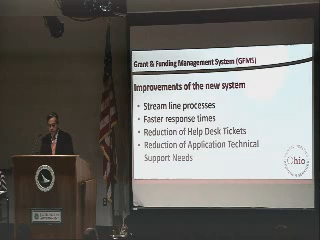 Grant & Funding Management System (GFMS)
Improvements of the new system
• Stream line processes
• Faster response times
• Reduction of Help Desk Tickets
• Reduction of Application Technical
Support Needs
Ohio